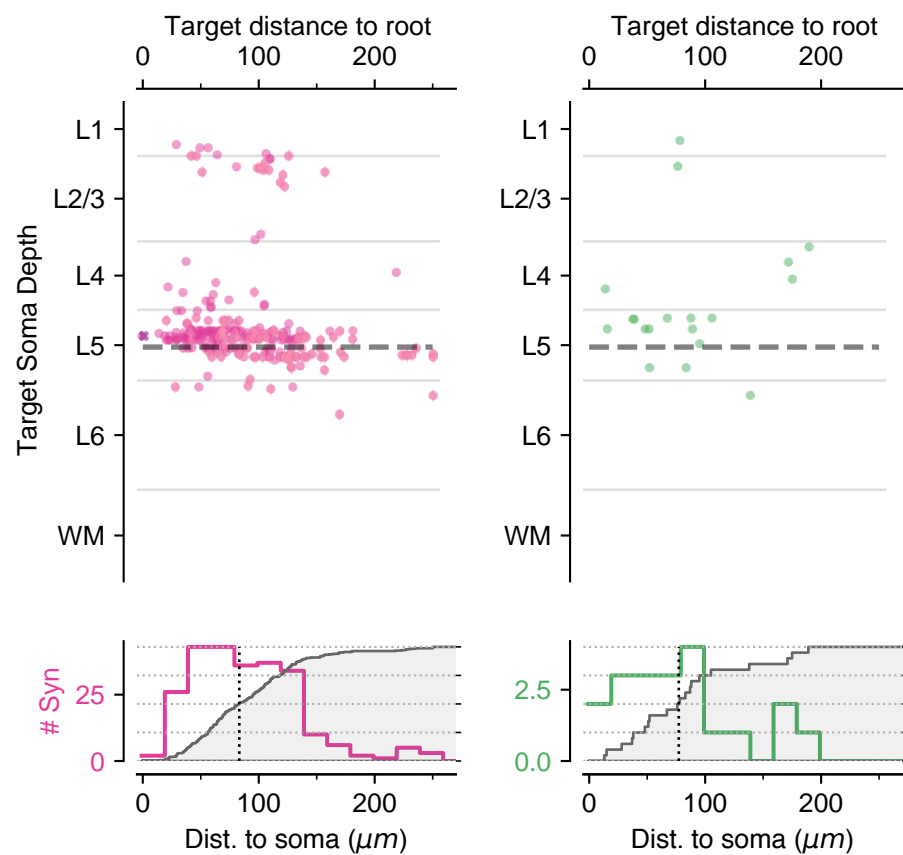 Target distance to root
Target distance to root
0 100 200
0 100 200
Target Soma Depth
L1
L2/3
L4
L5
L6
WM
L1
L2/3
L4
L5
L6
WM
# Syn
25
0
2.5
0.0
0 100 200
0 100 200
Dist. to soma (μm)
Dist. to soma (μm)